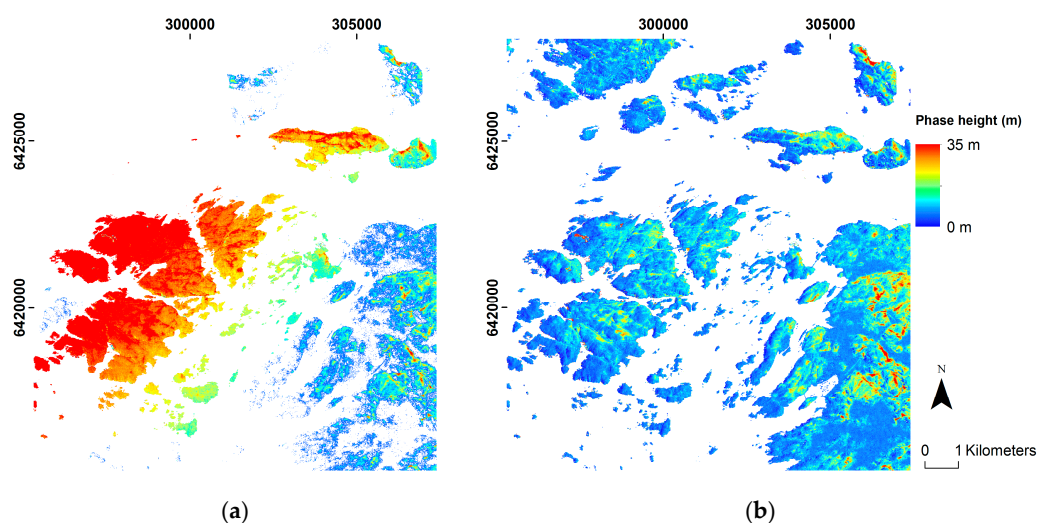 300000 305000 300000 305000
6425000 6425000
6420000 6420000
Phase height (m)
35 m
0 m
N
0 1 Kilometers
(a) (b)